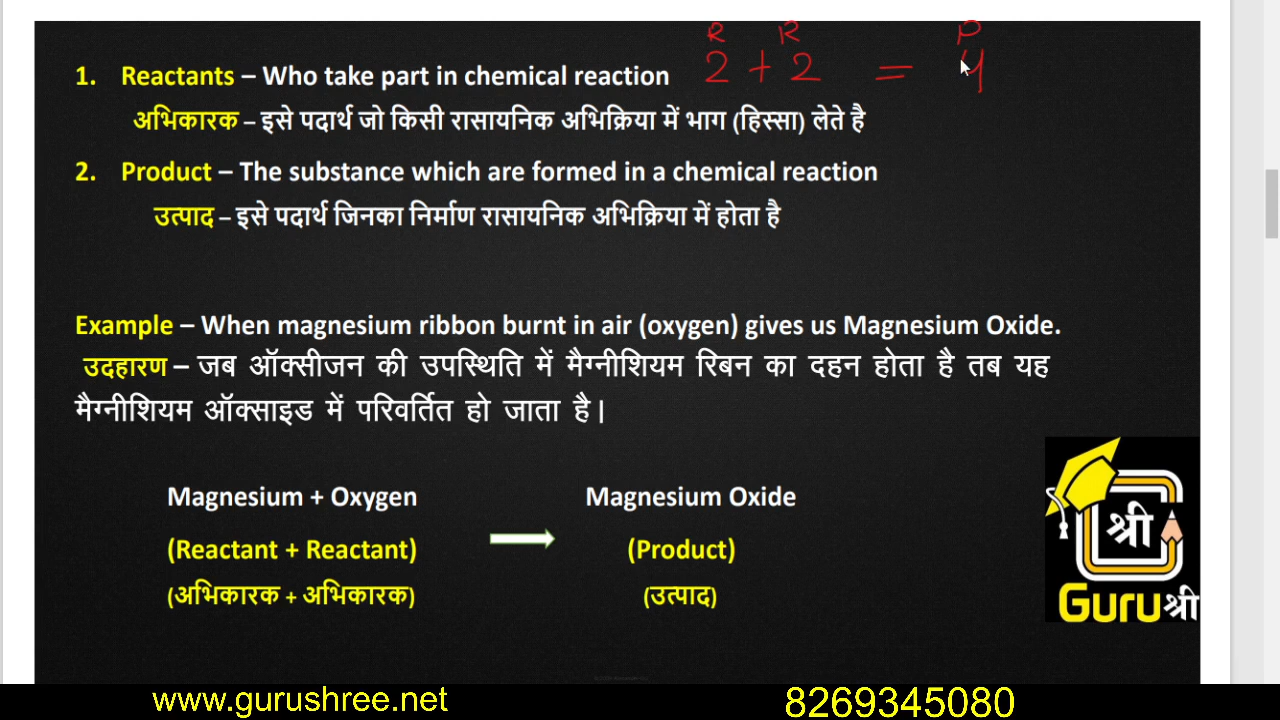 R R P
1. Reactants – Who take part in chemical reaction 2 + 2 = 4
अभिकारक – इसे पदार्थ जो किसी रासायनिक अभिक्रिया में भाग (हिस्सा) लेते है
2. Product – The substance which are formed in a chemical reaction
उत्पाद – इसे पदार्थ जिनका निर्माण रासायनिक अभिक्रिया में होता है
Example – When magnesium ribbon burnt in air (oxygen) gives us Magnesium Oxide.
उदहारण – जब ऑक्सीजन की उपस्थिति में मैग्नीशियम रिबन का दहन होता है तब यह
मैग्नीशियम ऑक्साइड में परिवर्तित हो जाता है।
Magnesium + Oxygen Magnesium Oxide
(Reactant + Reactant) (Product)
(अभिकारक + अभिकारक) (उत्पाद)
श्री
Guruश्री
www.gurushree.net 8269345080